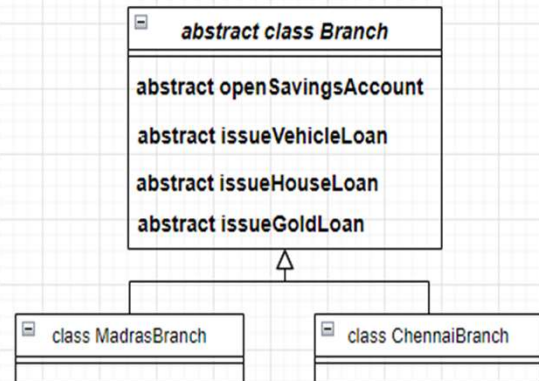 abstract class Branch
abstract openSavingsAccount
abstract issueVehicleLoan
abstract issueHouseLoan
abstract issueGoldLoan
class MadrasBranch
class ChennaiBranch